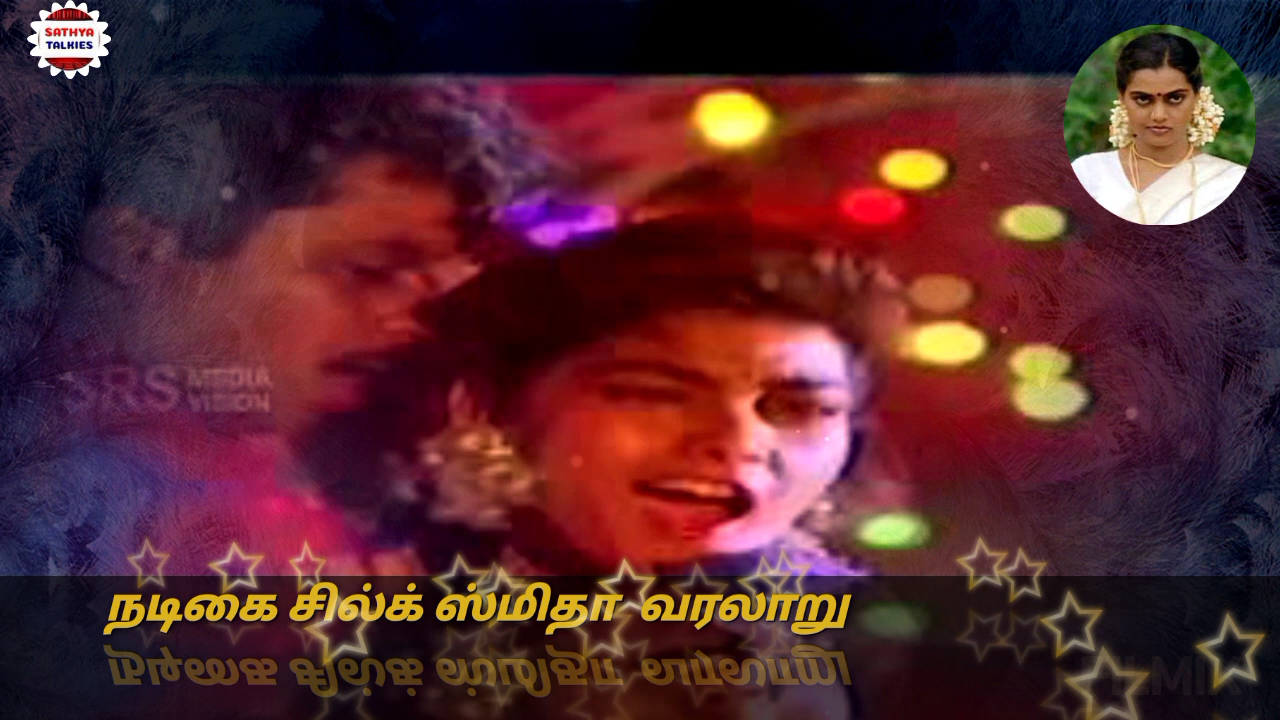 SATHYA
TALKIES
SRS MEDIA
VISION
நடிகை சில்க் ஸ்மிதா வரலாறு